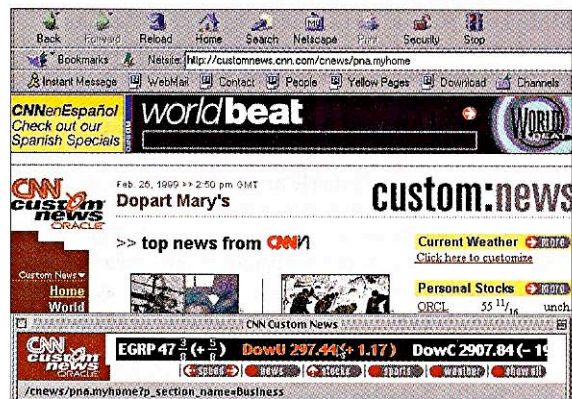 Back Forward Reload Home Search Netscape Print Security Stop
Bookmarks Netsite: http://customnews.cnn.com/cnews/pna.myhome
Instant Message WebMail Contact People Yellow Pages Download Channels
CNNenEspañol
Check out our
Spanish Specials
worldbeat
WORLD
CNN
custom
news
ORACLE
Feb. 25, 1999 >> 2:50 pm GMT
Dopart Mary's
custom:news
>> top news from CNN
Custom News
Home
World
Current Weather more
Click here to customize
Personal Stocks more
ORCL 55 11/16 unch.
CNN Custom News
CNN
custom
news
ORACLE
EGRP 47 3/8 (+ 5/8) DowU 297.44 (+ 1.17) DowC 2907.84 (- 19
speed news stocks sports weather show all
/cnews/pna.myhome?p_section_name=Business